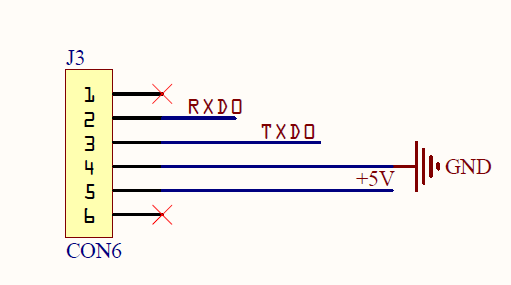 J3
1
2 RXD0
3 TXD0
4 GND
5 +5V
6
CON6